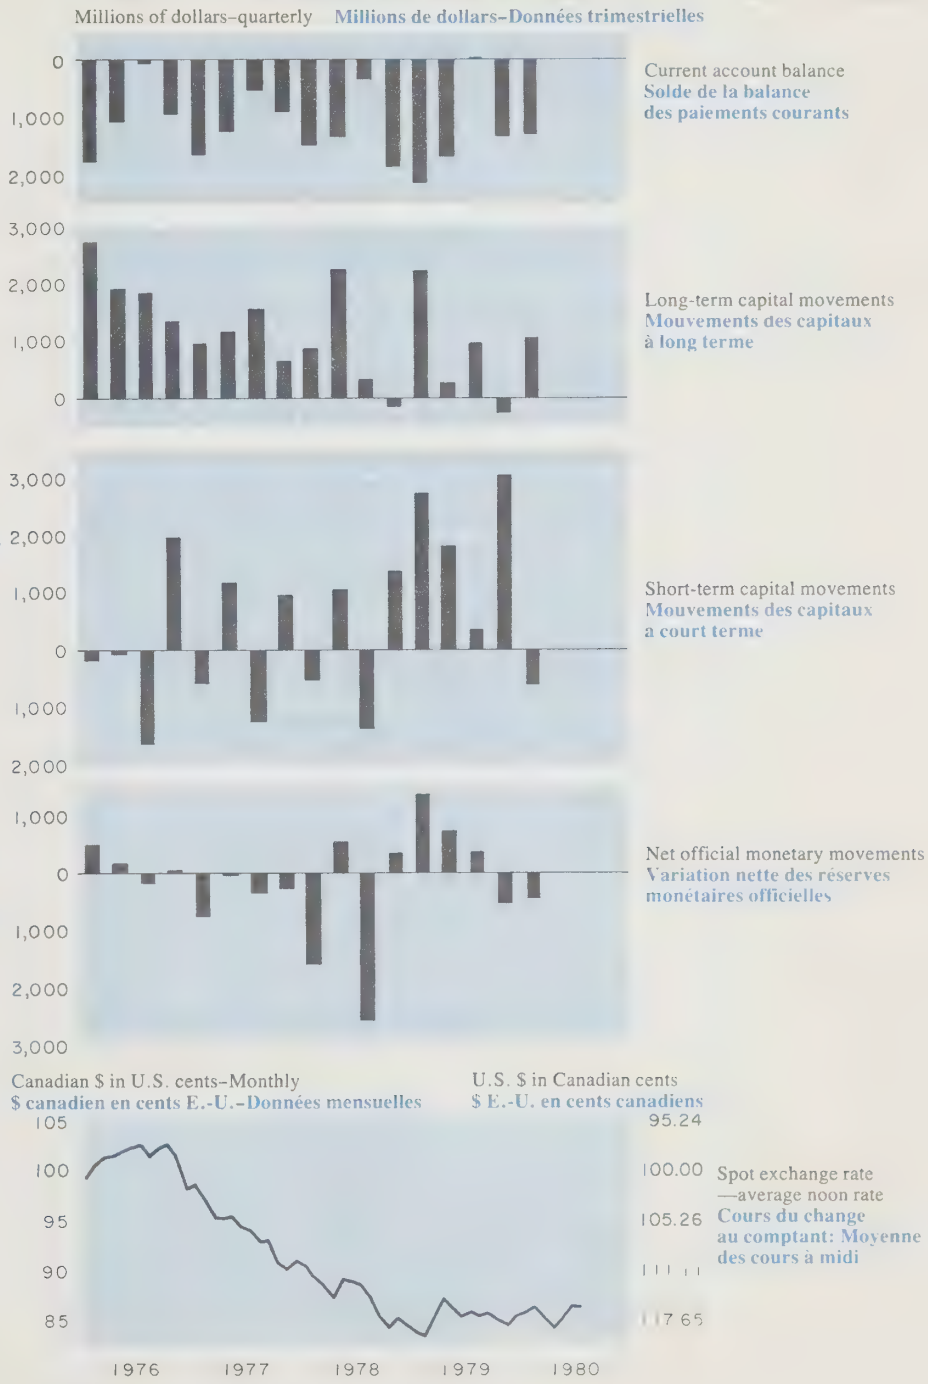 Millions of dollars–quarterly Millions de dollars–Données trimestrielles
0
1,000
2,000
Current account balance
Solde de la balance
des paiements courants
3,000
2,000
1,000
0
Long-term capital movements
Mouvements des capitaux
à long terme
3,000
2,000
1,000
0
1,000
2,000
Short-term capital movements
Mouvements des capitaux
a court terme
1,000
0
1,000
2,000
3,000
Net official monetary movements
Variation nette des réserves
monétaires officielles
Canadian $ in U.S. cents–Monthly
$ canadien en cents E.-U.–Données mensuelles
U.S. $ in Canadian cents
$ E.-U. en cents canadiens
105
100
95
90
85
95.24
100.00
105.26
117.65
Spot exchange rate
—average noon rate
Cours du change
au comptant: Moyenne
des cours à midi
1976 1977 1978 1979 1980